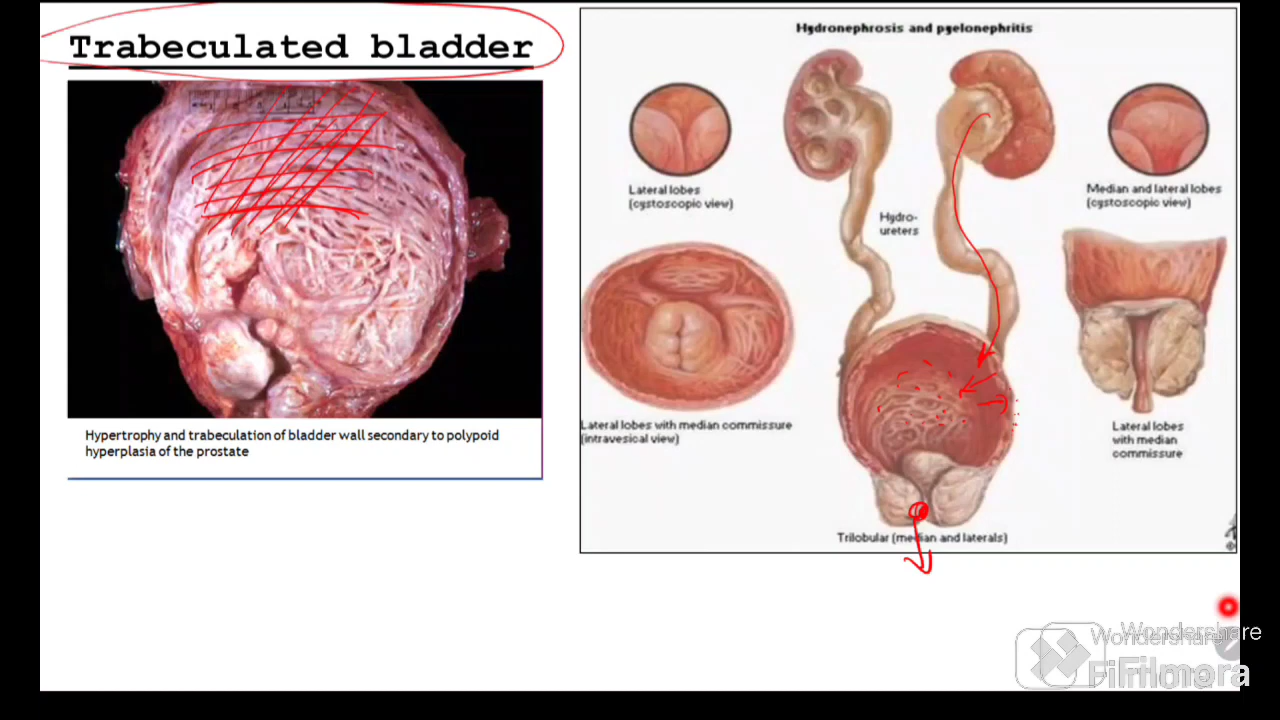 Trabeculated bladder
Hypertrophy and trabeculation of bladder wall secondary to polypoid
hyperplasia of the prostate
Hydronephrosis and pyelonephritis
Lateral lobes
(cystoscopic view)
Hydro-
ureters
Median and lateral lobes
(cystoscopic view)
Lateral lobes with median commissure
(intravesical view)
Lateral lobes
with median
commissure
Trilobular (median and laterals)
Wondershare
Wondershare
Filmora
Filmora